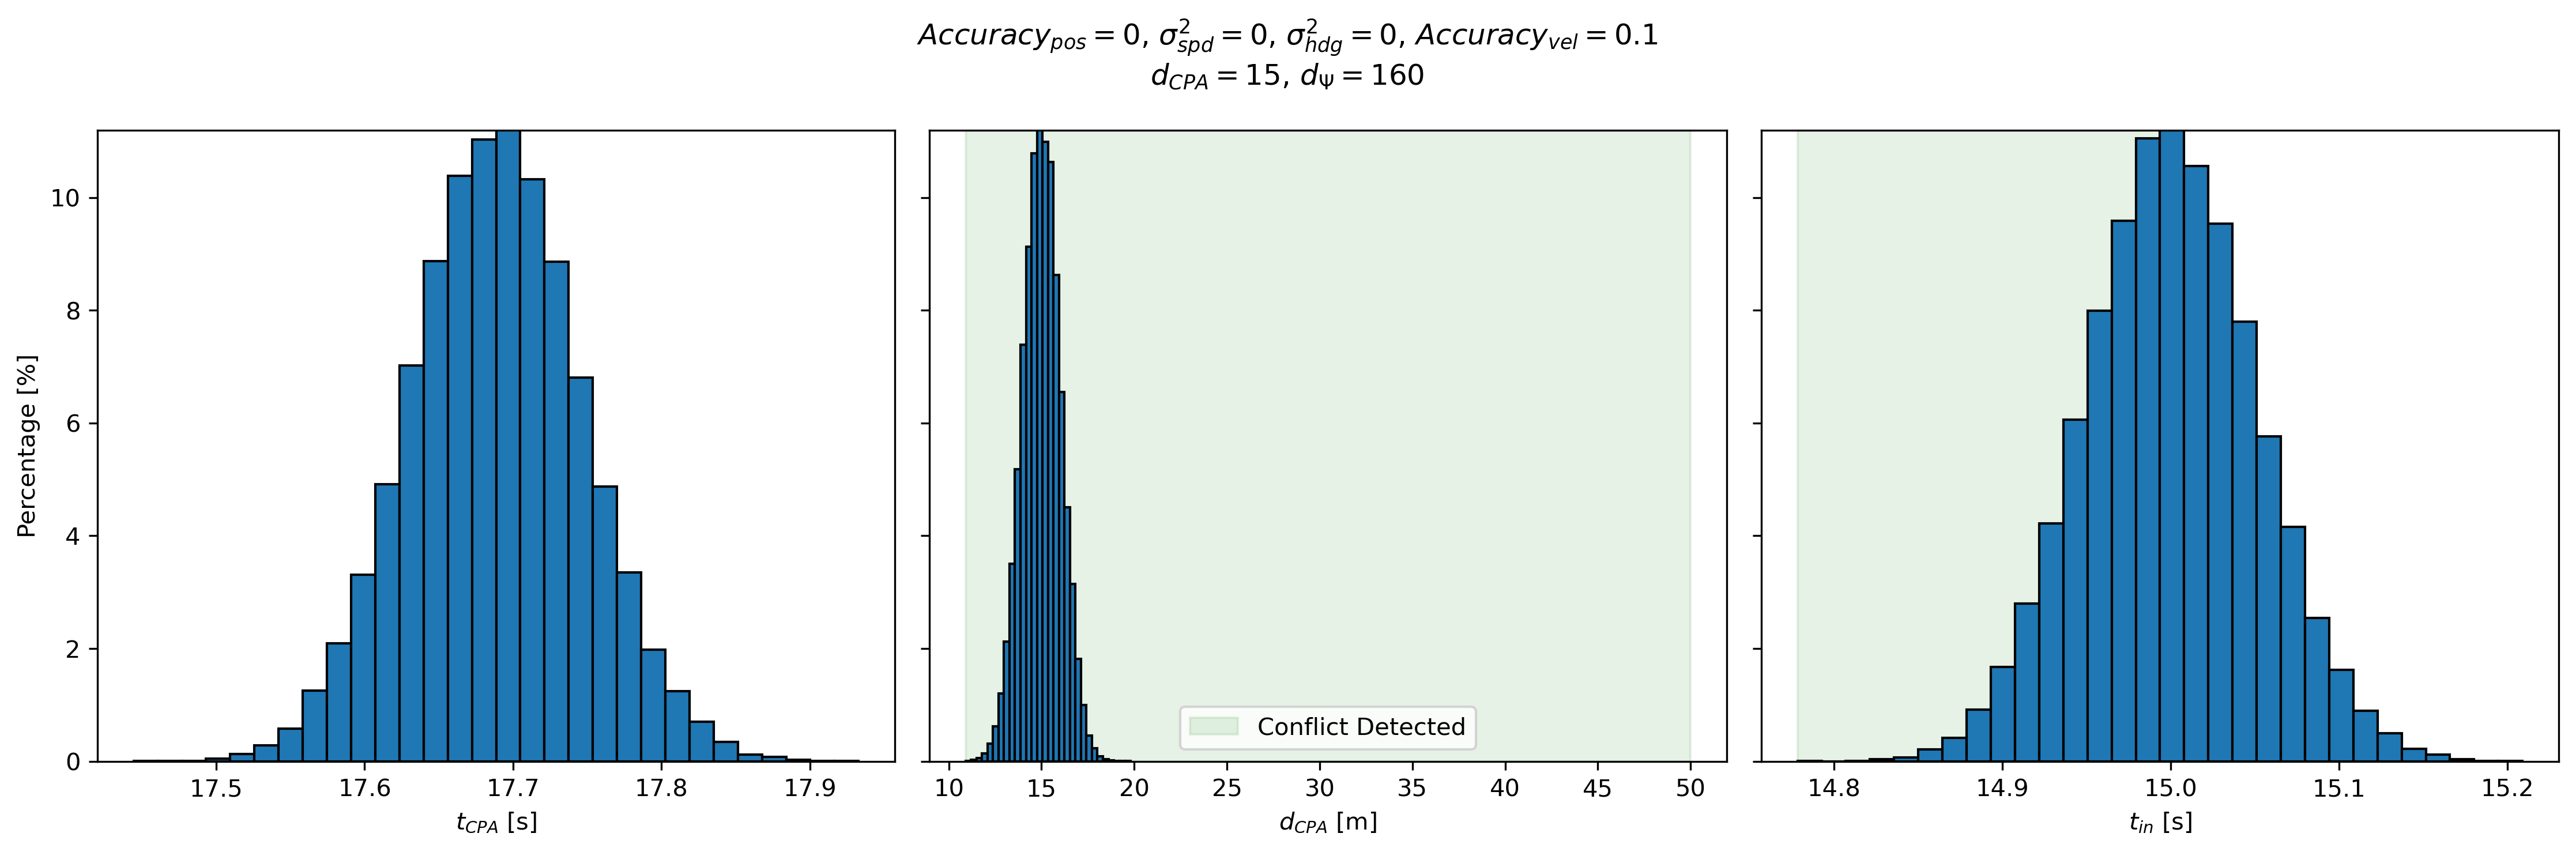 Accuracy_pos = 0, σ²_spd = 0, σ²_hdg = 0, Accuracy_vel = 0.1
d_CPA = 15, d_Ψ = 160
Percentage [%]
10
8
6
4
2
0
17.5 17.6 17.7 17.8 17.9
t_CPA [s]
Conflict Detected
10 15 20 25 30 35 40 45 50
d_CPA [m]
14.8 14.9 15.0 15.1 15.2
t_in [s]